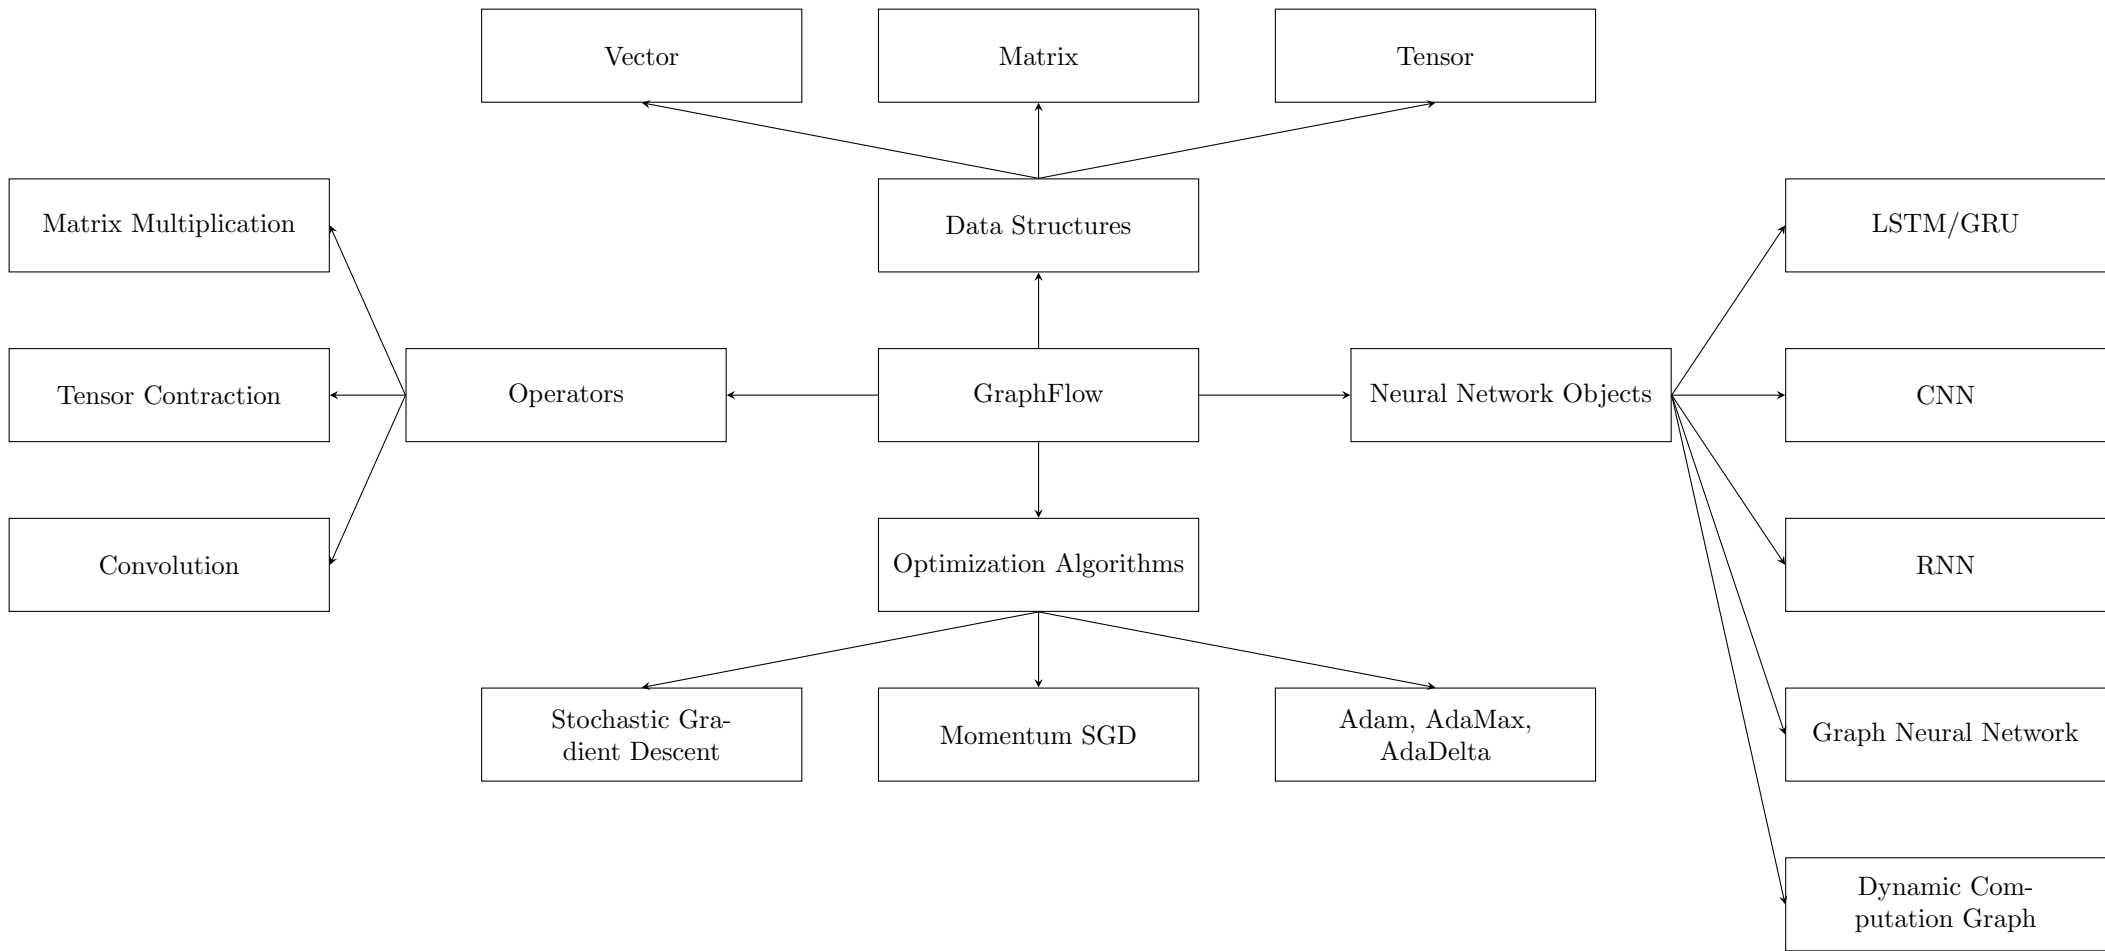 Vector
Matrix
Tensor
Matrix Multiplication
Data Structures
LSTM/GRU
Tensor Contraction
Operators
GraphFlow
Neural Network Objects
CNN
Convolution
Optimization Algorithms
RNN
Stochastic Gra-
dient Descent
Momentum SGD
Adam, AdaMax,
AdaDelta
Graph Neural Network
Dynamic Com-
putation Graph